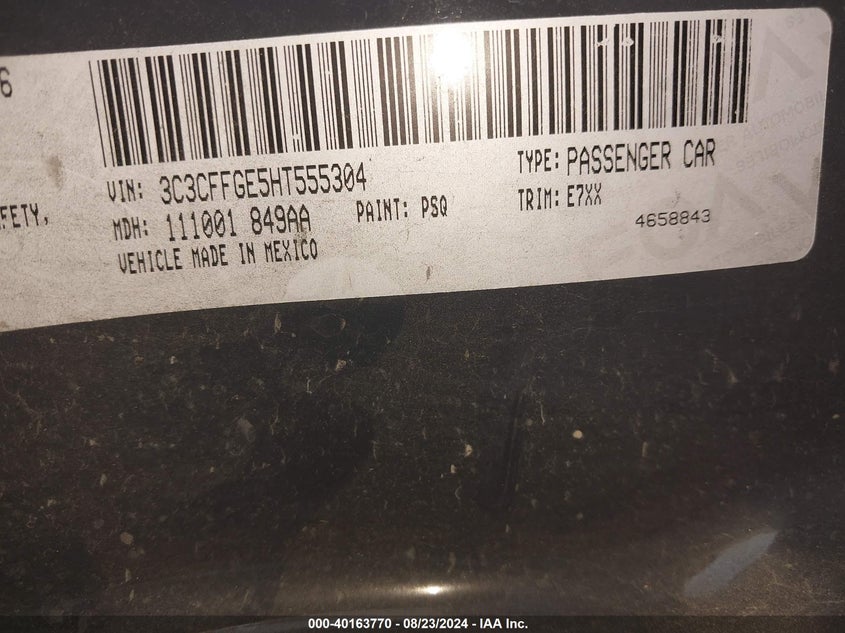 6
VIN: 3C3CFFGE5HT555304
TYPE: PASSENGER CAR
MDH: 111001 849AA
PAINT: PSQ
TRIM: E7XX
VEHICLE MADE IN MEXICO
4658843
000-40163770 - 08/23/2024 - IAA Inc.